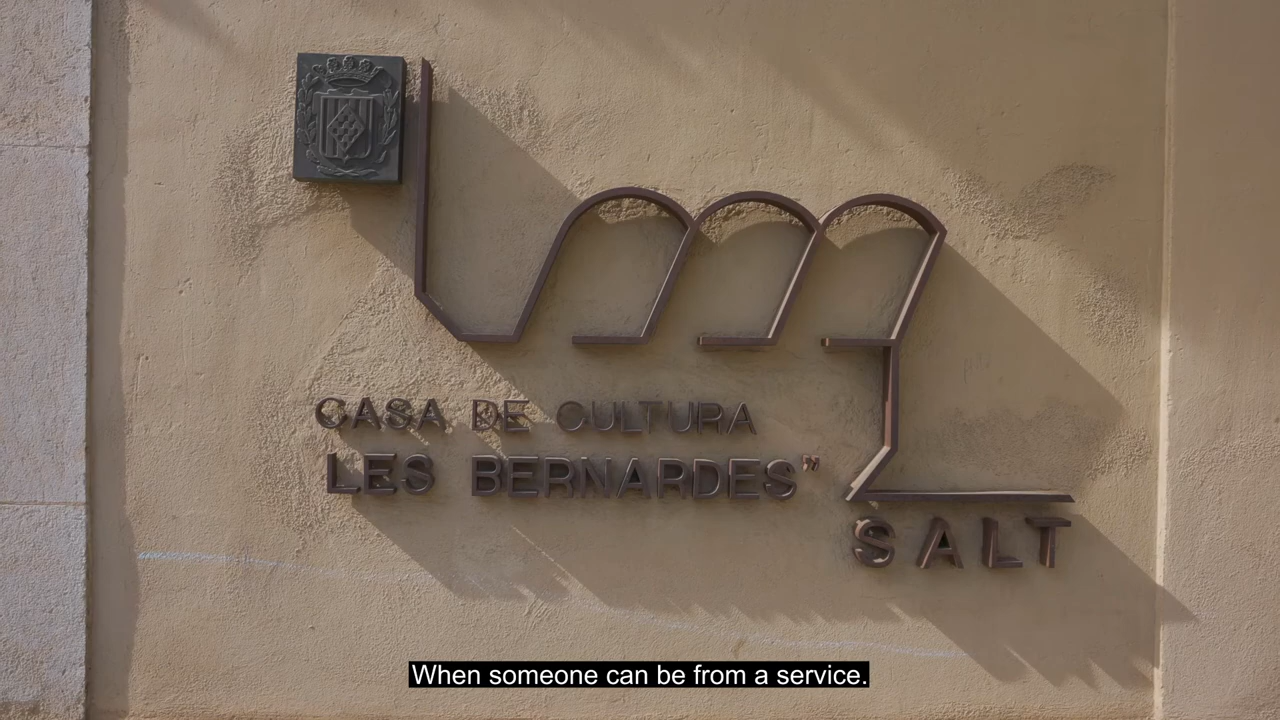 CASA DE CULTURA
LES BERNARDES"
SALT
When someone can be from a service.